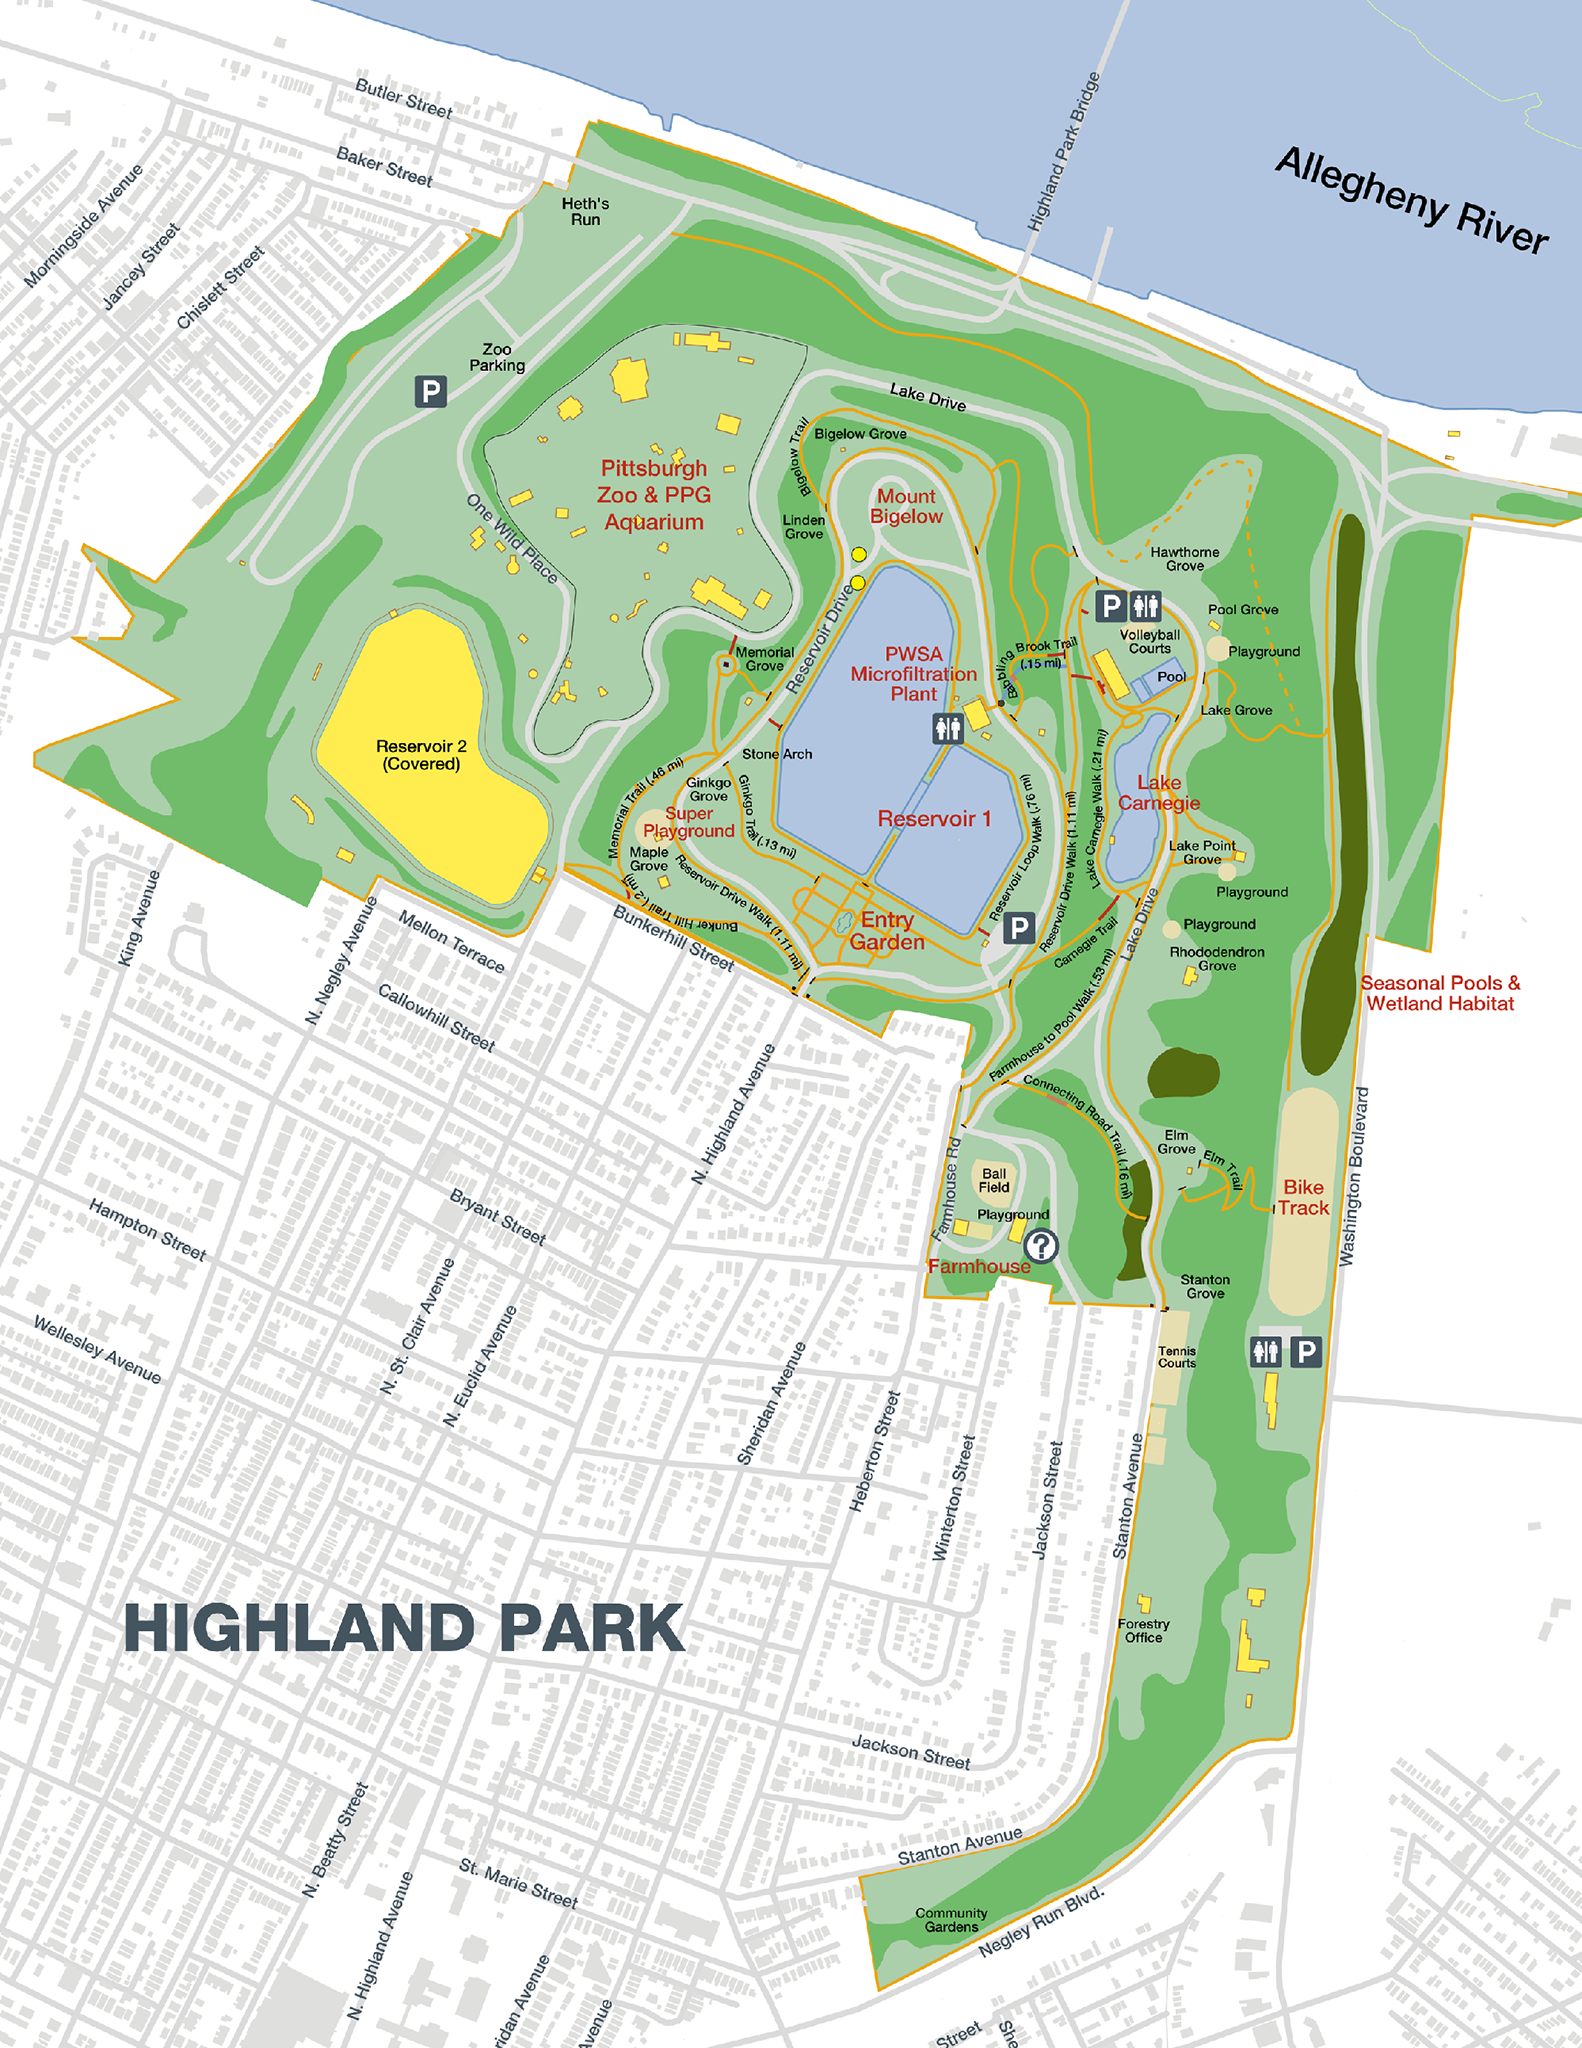 Butler Street
Baker Street
Morningside Avenue
Jancey Street
Chislett Street
Highland Park Bridge
Allegheny River
Heth's
Run
Zoo
Parking
P
Lake Drive
Bigelow Trail
Bigelow Grove
Pittsburgh
Zoo & PPG
Aquarium
One Wild Place
Linden
Grove
Mount
Bigelow
Hawthorne
Grove
P
Pool Grove
Volleyball
Courts
Playground
Pool
Lake Grove
Reservoir Drive
Memorial
Grove
PWSA
Microfiltration
Plant
Babbling Brook Trail
(.15 mi)
Reservoir 2
(Covered)
Stone Arch
Ginkgo
Grove
Ginkgo Trail (.13 mi)
Memorial Trail (.46 mi)
Super
Playground
Maple
Grove
Reservoir 1
Reservoir Loop Walk (.76 mi)
Reservoir Drive Walk (1.11 mi)
Lake Carnegie Walk (.21 mi)
Lake
Carnegie
Lake Point
Grove
Playground
Playground
Rhododendron
Grove
Reservoir Drive Walk (1.11 mi)
Bunker Hill Trail (.2 mi)
Bunkerhill Street
Entry
Garden
P
Carnegie Trail
Lake Drive
Farmhouse to Pool Walk (.53 mi)
Seasonal Pools &
Wetland Habitat
King Avenue
N. Negley Avenue
Mellon Terrace
Callowhill Street
N. Highland Avenue
Connecting Road Trail (.16 mi)
Elm
Grove
Elm Trail
Bike
Track
Washington Boulevard
Farmhouse Rd
Ball
Field
Playground
?
Farmhouse
Stanton
Grove
Tennis
Courts
P
Hampton Street
Bryant Street
Wellesley Avenue
N. St. Clair Avenue
N. Euclid Avenue
Sheridan Avenue
Heberton Street
Winterton Street
Jackson Street
Stanton Avenue
HIGHLAND PARK
Forestry
Office
Jackson Street
Stanton Avenue
N. Beatty Street
N. Highland Avenue
St. Marie Street
Community
Gardens
Negley Run Blvd.
ridan Avenue
Avenue
Street
She